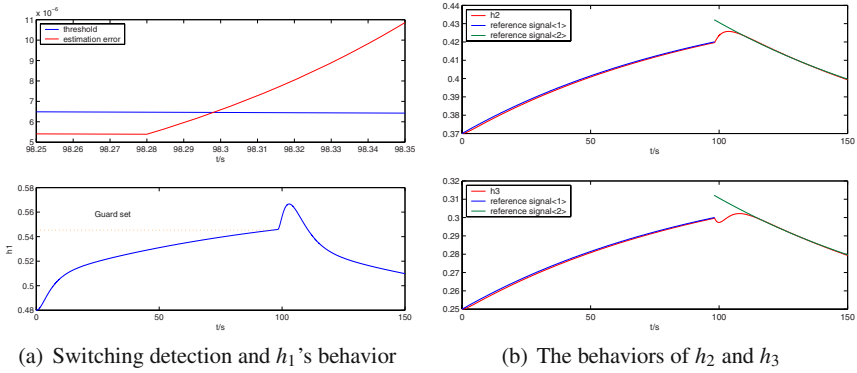 11 x 10⁻⁶
threshold
estimation error
10
9
8
7
6
5
98.25 98.26 98.27 98.28 98.29 98.3 98.31 98.32 98.33 98.34 98.35
t/s
0.58
0.56
0.54
0.52
0.5
0.48
h1
Guard set
0 50 100 150
t/s
(a) Switching detection and h₁'s behavior
0.44
0.43
0.42
0.41
0.4
0.39
0.38
0.37
h2
reference signal<1>
reference signal<2>
0 50 100 150
t/s
0.32
0.31
0.3
0.29
0.28
0.27
0.26
0.25
h3
reference signal<1>
reference signal<2>
0 50 100 150
t/s
(b) The behaviors of h₂ and h₃